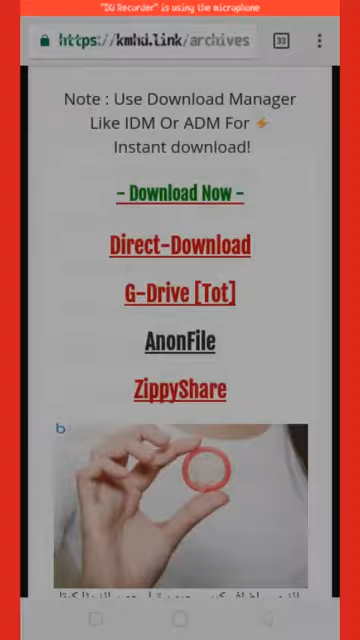 "DU Recorder" is using the microphone
https://kmhd.link/archives
33
Note : Use Download Manager
Like IDM Or ADM For ⚡
Instant download!
- Download Now -
Direct-Download
G-Drive [Tot]
AnonFile
ZippyShare
b